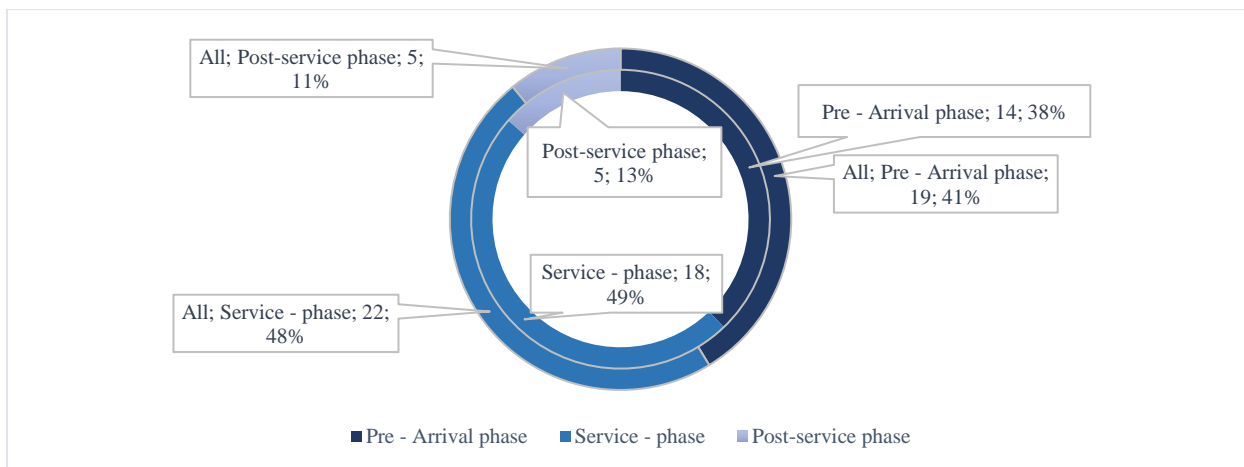 All; Post-service phase; 5;
11%
Pre - Arrival phase; 14; 38%
Post-service phase;
5; 13%
All; Pre - Arrival phase;
19; 41%
Service - phase; 18;
49%
All; Service - phase; 22;
48%
Pre - Arrival phase
Service - phase
Post-service phase